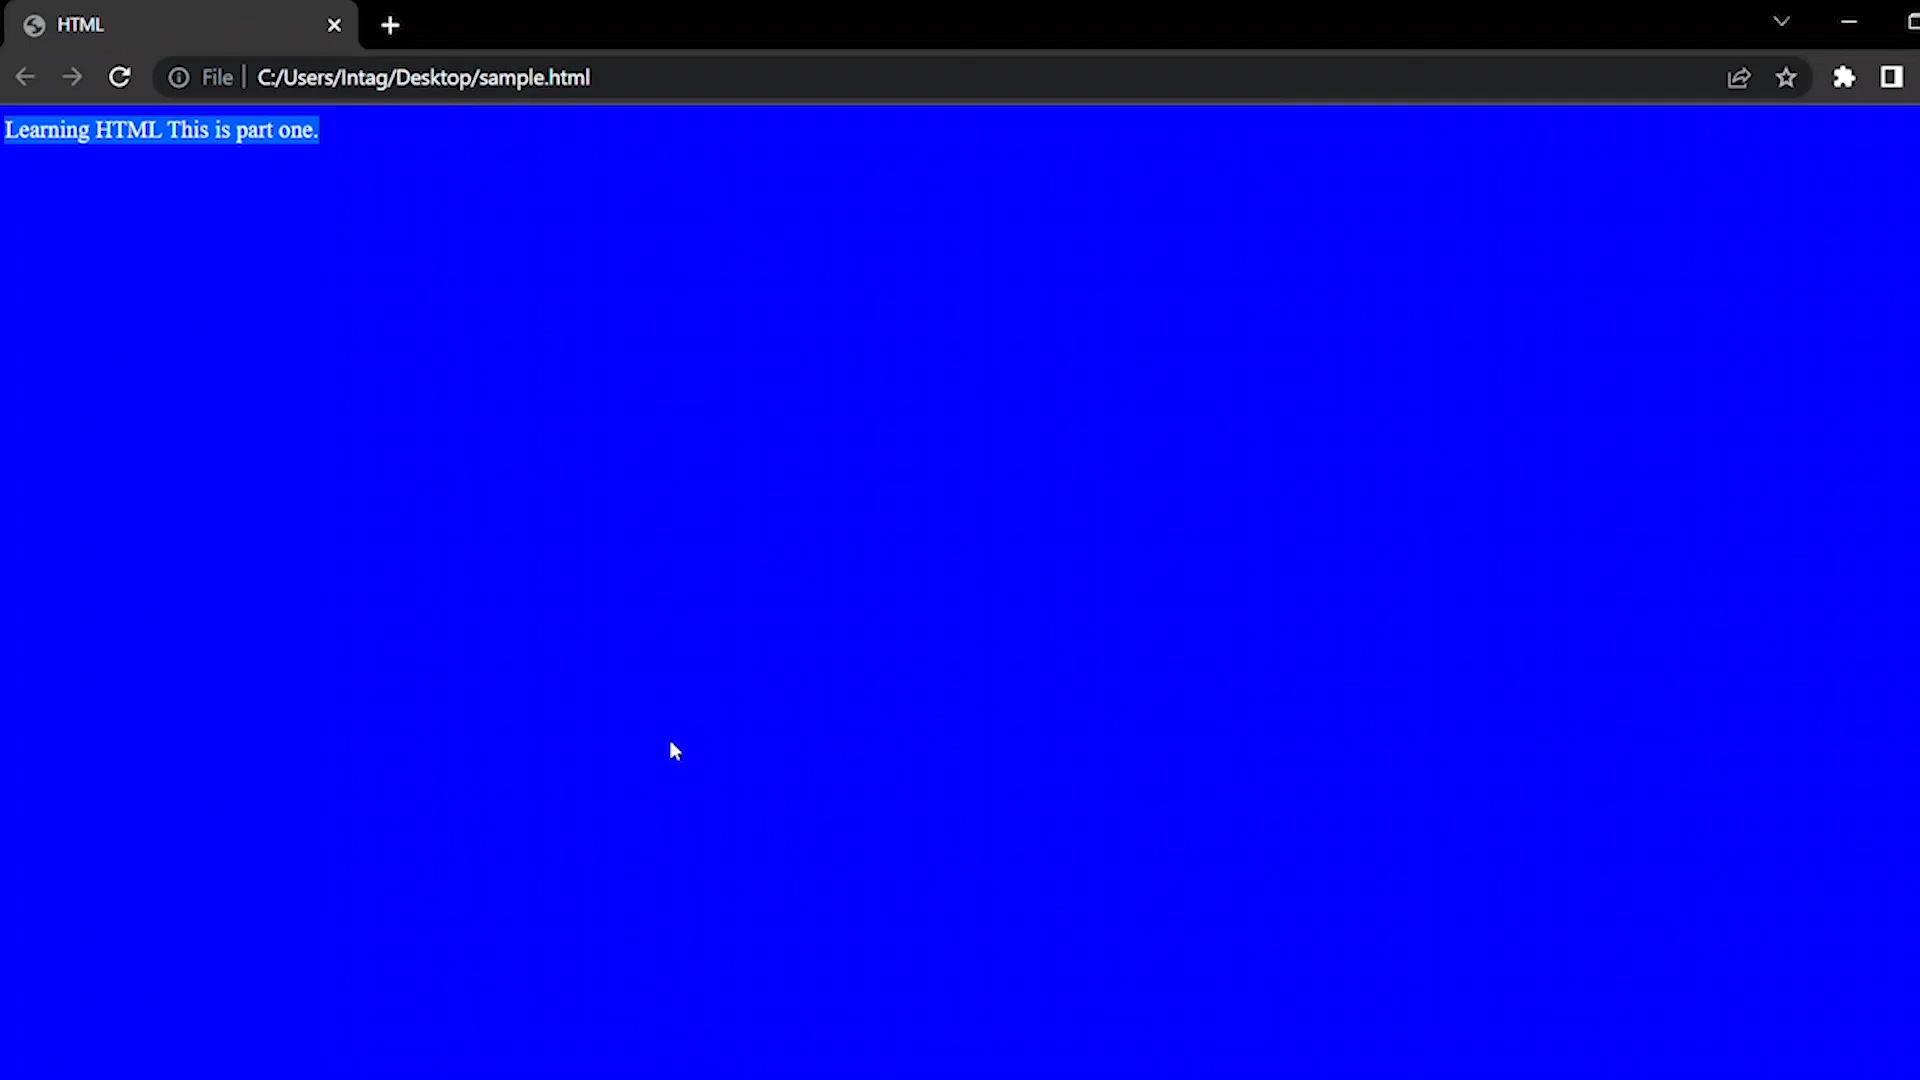 HTML
File | C:/Users/Intag/Desktop/sample.html
Learning HTML This is part one.